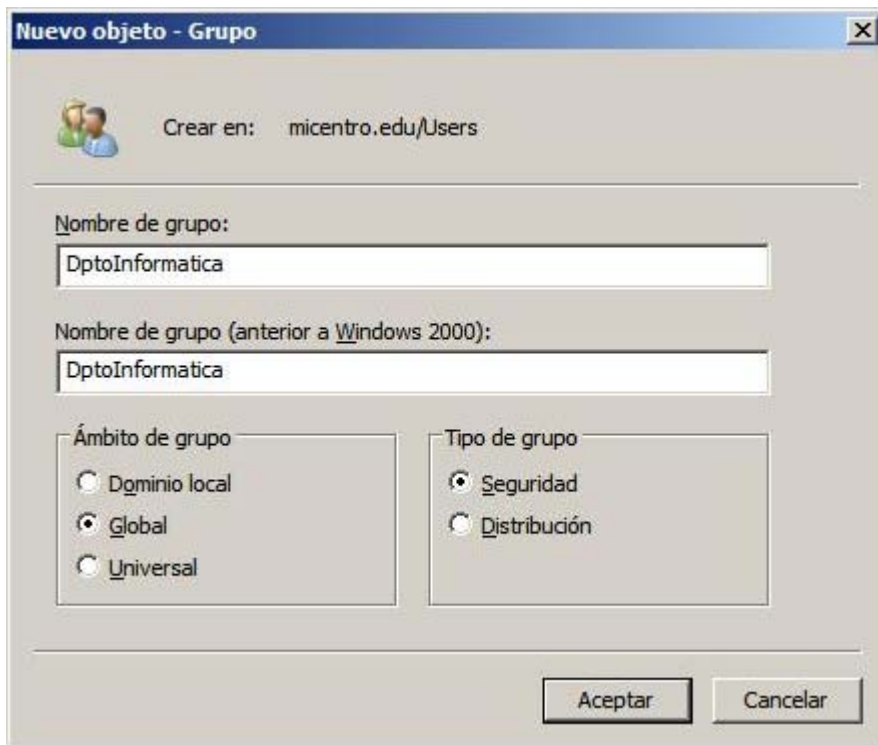 Nuevo objeto - Grupo
Crear en: micentro.edu/Users
Nombre de grupo:
DptoInformatica
Nombre de grupo (anterior a Windows 2000):
DptoInformatica
Ámbito de grupo
Dominio local
Global
Universal
Tipo de grupo
Seguridad
Distribución
Aceptar Cancelar